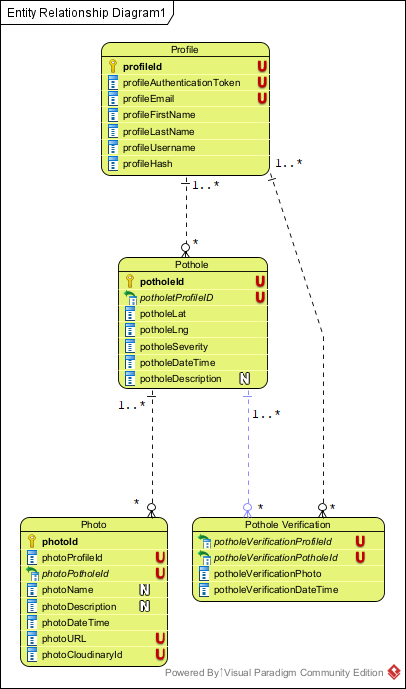 Entity Relationship Diagram1
Profile
profileId U
profileAuthenticationToken U
profileEmail U
profileFirstName
profileLastName
profileUsername
profileHash
1..*
1..*
*
Pothole
potholeId U
potholetProfileID U
potholeLat
potholeLng
potholeSeverity
potholeDateTime
potholeDescription N
1..*
1..*
*
*
*
Photo
photoId
photoProfileId U
photoPotholeId U
photoName N
photoDescription N
photoDateTime
photoURL U
photoCloudinaryId U
Pothole Verification
potholeVerificationProfileId U
potholeVerificationPotholeId U
potholeVerificationPhoto
potholeVerificationDateTime
Powered By Visual Paradigm Community Edition